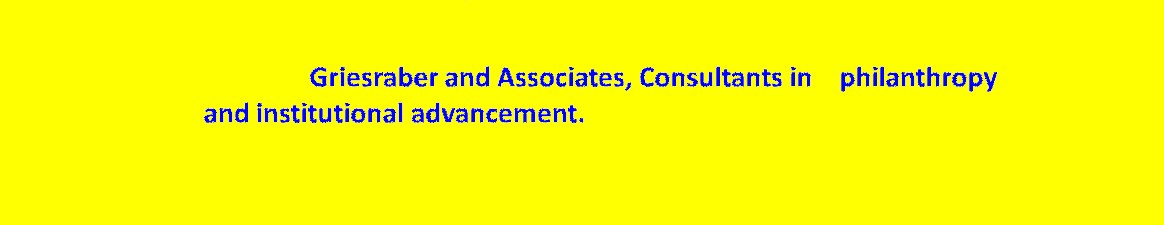 Griesraber and Associates, Consultants in philanthropy
and institutional advancement.